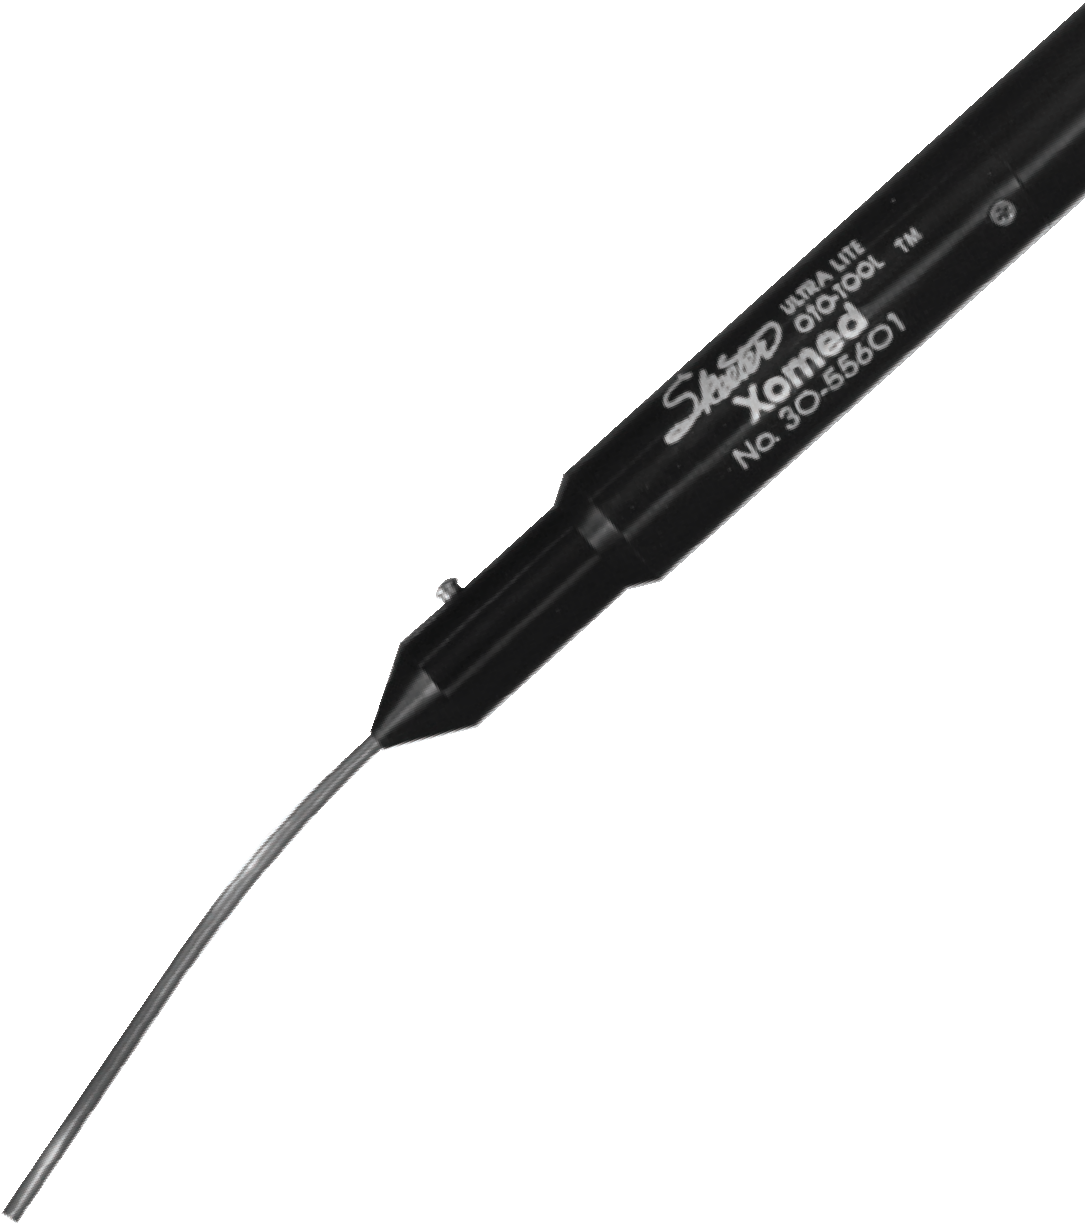 Skeeter ULTRA LITE
OTO-TOOL ™
Xomed
No. 30-55601